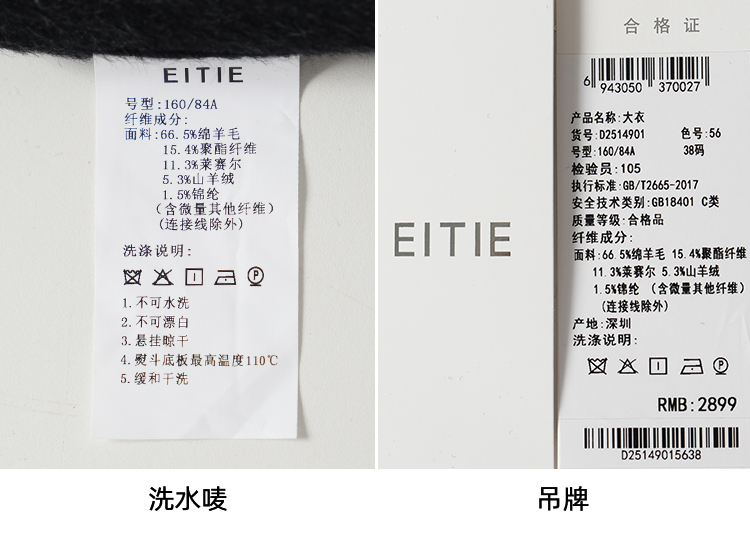 EITIE
号型:160/84A
纤维成分:
面料:66.5%绵羊毛
15.4%聚酯纤维
11.3%莱赛尔
5.3%山羊绒
1.5%锦纶
(含微量其他纤维)
(连接线除外)
洗涤说明:
P
1.不可水洗
2.不可漂白
3.悬挂晾干
4.熨斗底板最高温度110℃
5.缓和干洗
洗水唛
EITIE
合格证
6 943050 370027
产品名称:大衣
货号:D2514901 色号:56
号型:160/84A 38码
检验员:105
执行标准:GB/T2665-2017
安全技术类别:GB18401 C类
质量等级:合格品
纤维成分:
面料:66.5%绵羊毛 15.4%聚酯纤维
11.3%莱赛尔 5.3%山羊绒
1.5%锦纶 (含微量其他纤维)
(连接线除外)
产地:深圳
洗涤说明:
P
RMB:2899
D25149015638
吊牌